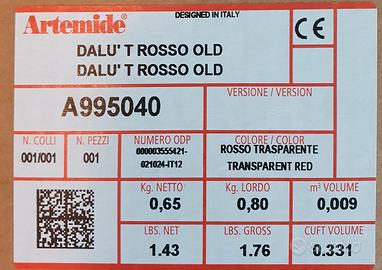 Artemide®
DESIGNED IN ITALY
CE
DALU' T ROSSO OLD
DALU' T ROSSO OLD
A995040
VERSIONE / VERSION
N. COLLI
001/001
N. PEZZI
001
NUMERO ODP
000003555421-
021024-IT12
COLORE / COLOR
ROSSO TRASPARENTE
TRANSPARENT RED
Kg. NETTO
0,65
Kg. LORDO
0,80
m³ VOLUME
0,009
LBS. NET
1.43
LBS. GROSS
1.76
CUFT VOLUME
0.331
subito